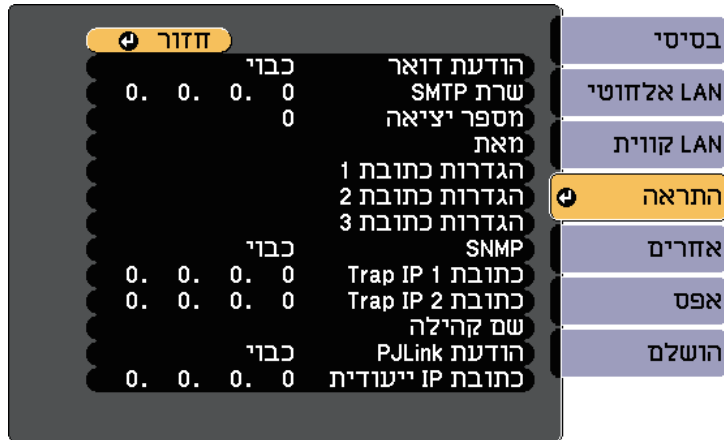 חזור
הודעת דואר כבוי
שרת SMTP 0. 0. 0. 0
מספר יציאה 0
מאת
הגדרות כתובת 1
הגדרות כתובת 2
הגדרות כתובת 3
SNMP כבוי
כתובת Trap IP 1 0. 0. 0. 0
כתובת Trap IP 2 0. 0. 0. 0
שם קהילה
הודעת PJLink כבוי
כתובת IP ייעודית 0. 0. 0. 0
בסיסי
LAN אלחוטי
LAN קווית
התראה
אחרים
אפס
הושלם